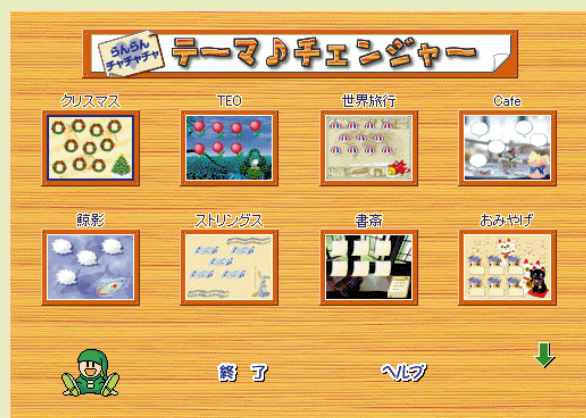 らんらん
チャチャチャ
テーマ♪チェンジャー
クリスマス
TEO
世界旅行
Cafe
鯨影
ストリングス
書斎
おみやげ
終了
ヘルプ